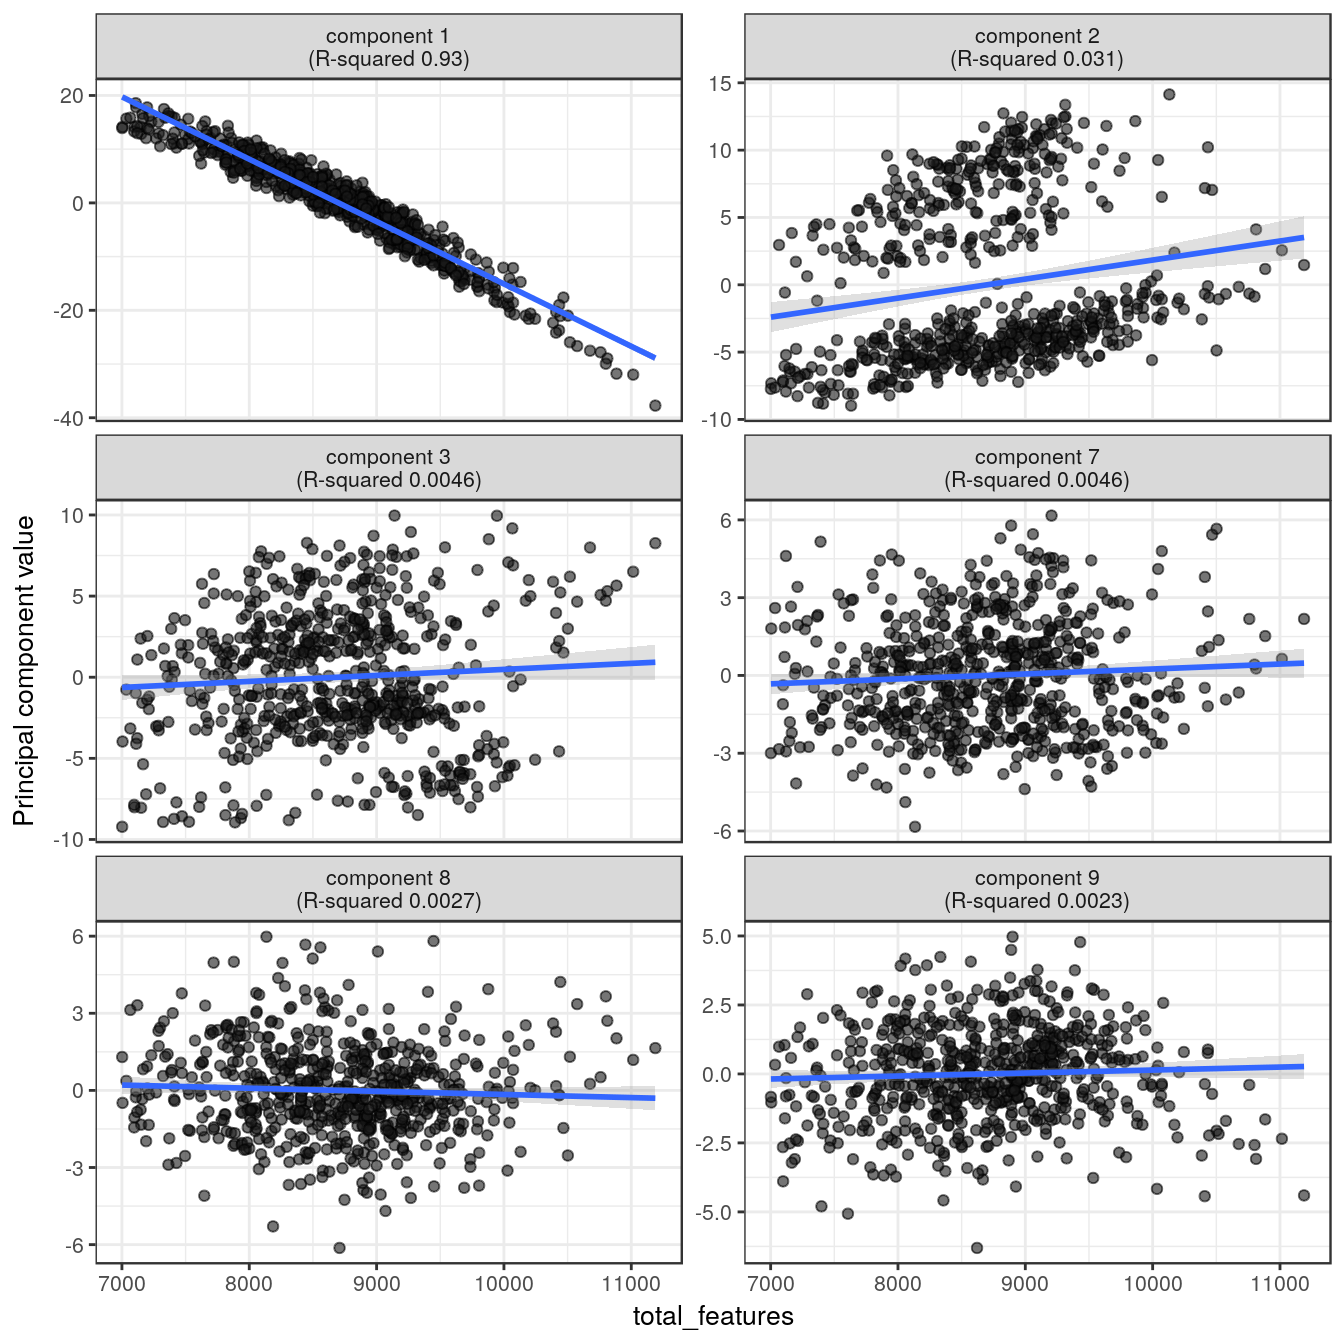 component 1
(R-squared 0.93)
component 2
(R-squared 0.031)
20
0
-20
-40
15
10
5
0
-5
-10
component 3
(R-squared 0.0046)
component 7
(R-squared 0.0046)
Principal component value
10
5
0
-5
-10
6
3
0
-3
-6
component 8
(R-squared 0.0027)
component 9
(R-squared 0.0023)
6
3
0
-3
-6
5.0
2.5
0.0
-2.5
-5.0
7000 8000 9000 10000 11000
7000 8000 9000 10000 11000
total_features